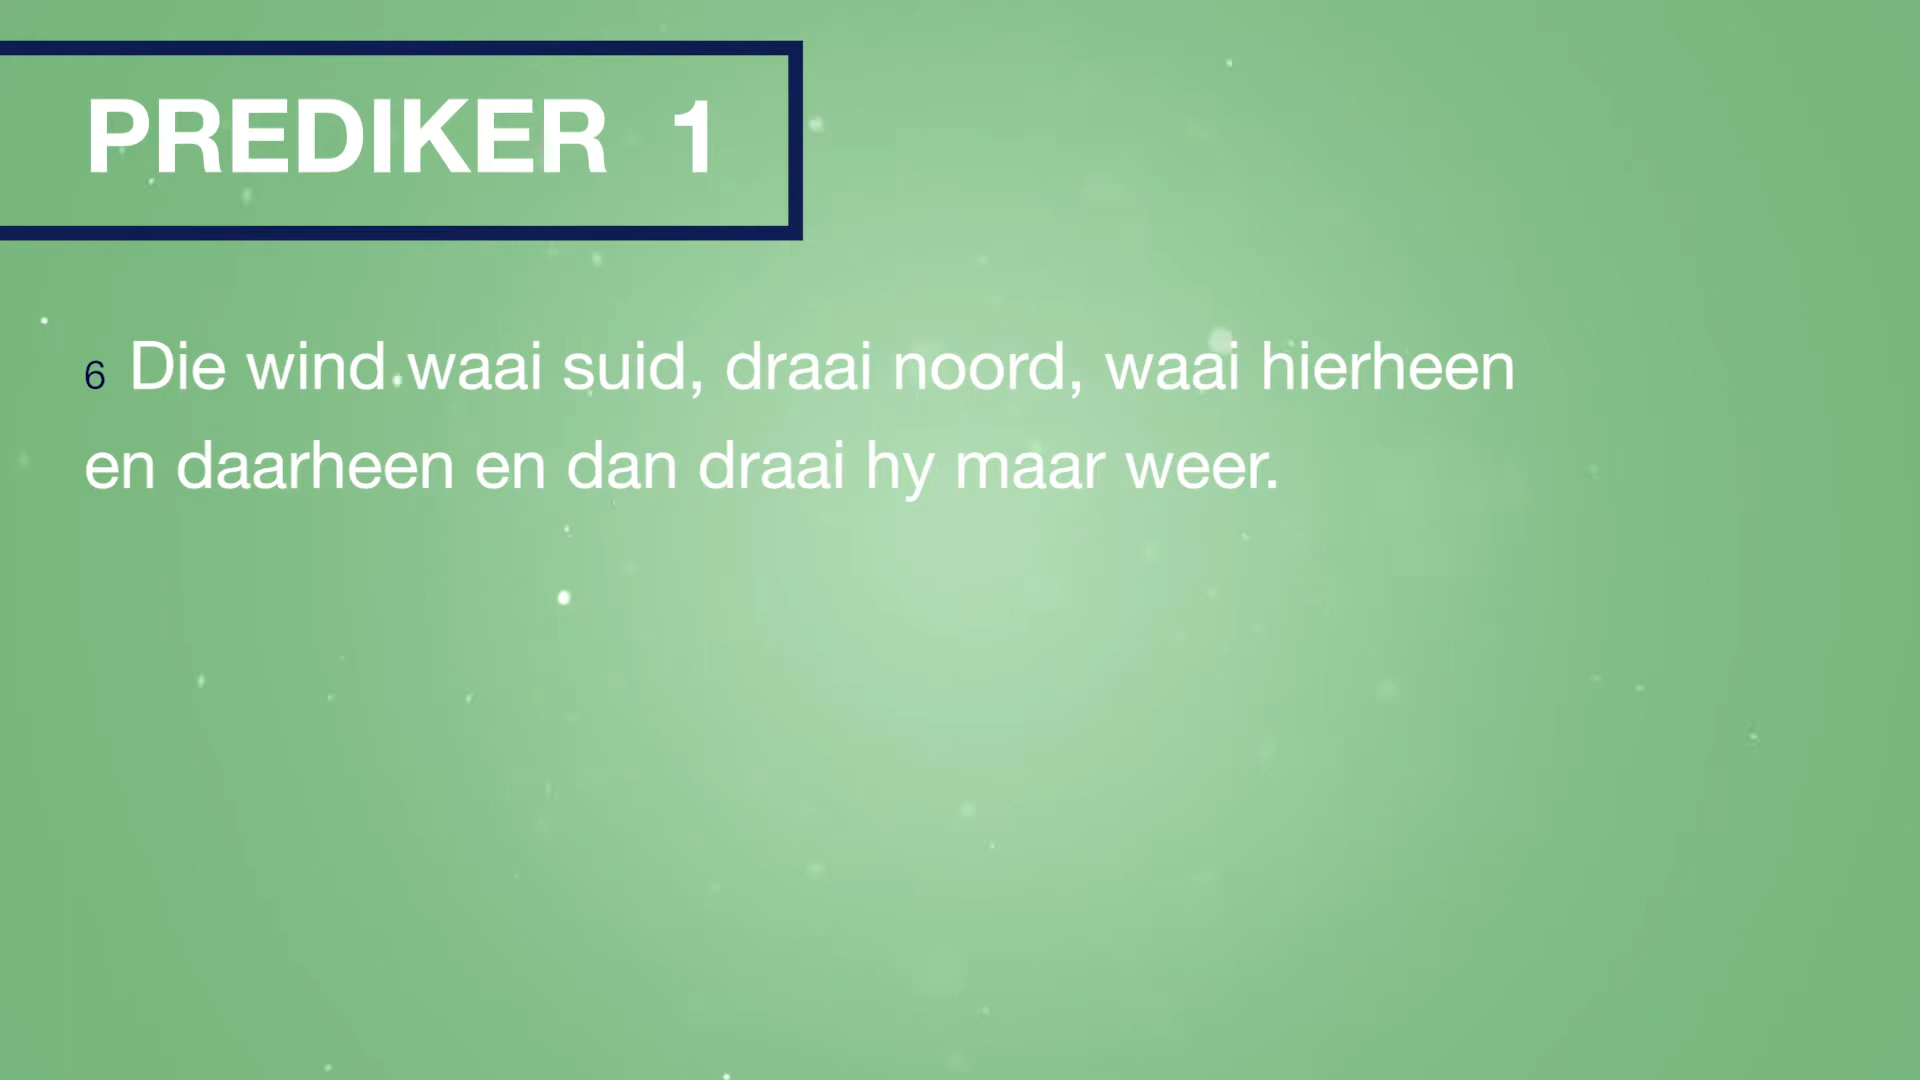 PREDIKER 1
6 Die wind waai suid, draai noord, waai hierheen
en daarheen en dan draai hy maar weer.